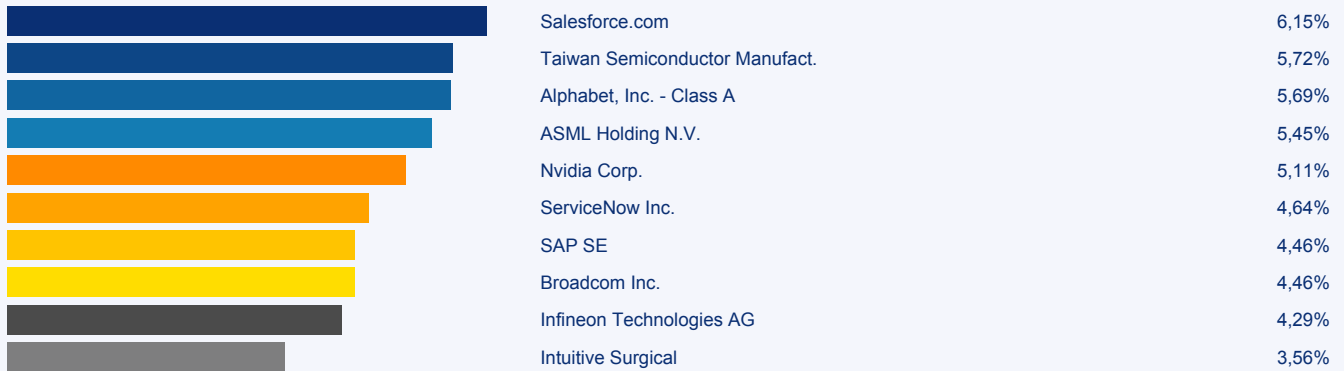 Salesforce.com 6,15%
Taiwan Semiconductor Manufact. 5,72%
Alphabet, Inc. - Class A 5,69%
ASML Holding N.V. 5,45%
Nvidia Corp. 5,11%
ServiceNow Inc. 4,64%
SAP SE 4,46%
Broadcom Inc. 4,46%
Infineon Technologies AG 4,29%
Intuitive Surgical 3,56%